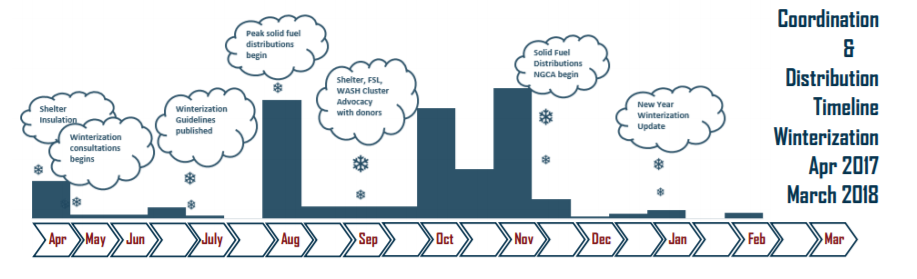 Coordination
&
Distribution
Timeline
Winterization
Apr 2017
March 2018
Peak solid fuel
distributions
begin
Solid Fuel
Distributions
NGCA begin
Shelter, FSL,
WASH Cluster
Advocacy
with donors
Shelter
Insulation
Winterization
Guidelines
published
New Year
Winterization
Update
Winterization
consultations
begins
Apr May Jun July Aug Sep Oct Nov Dec Jan Feb Mar